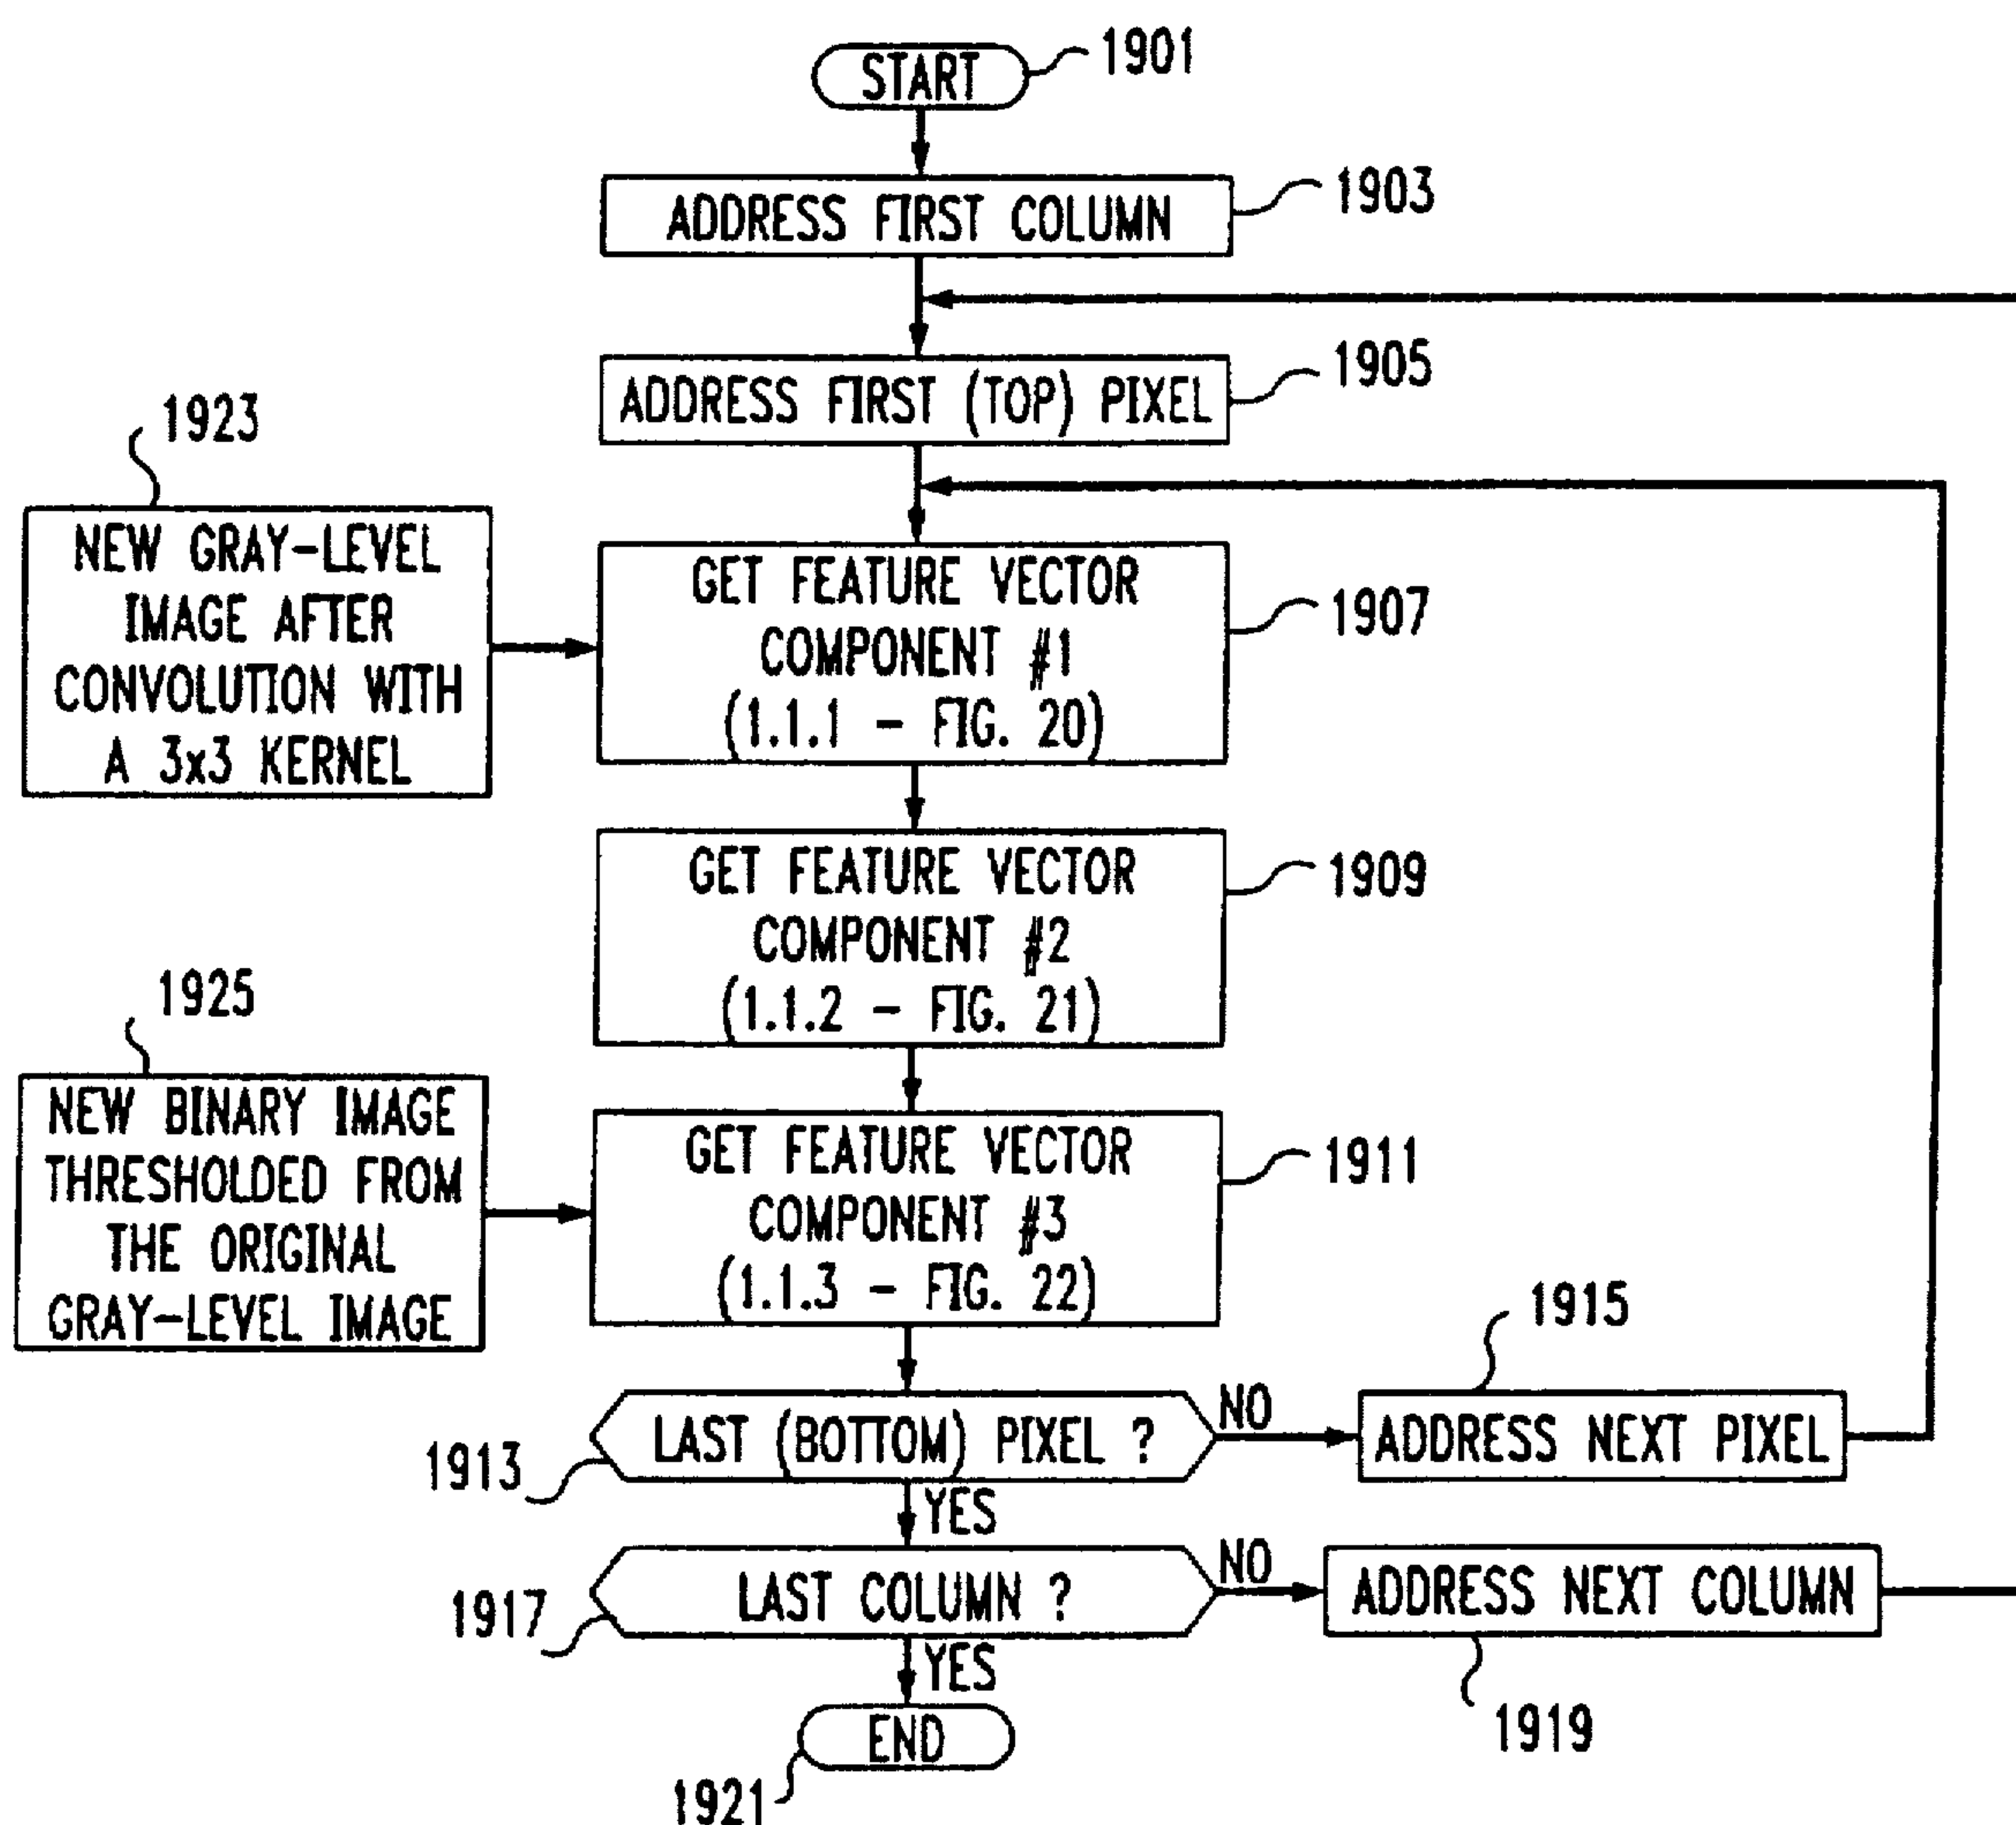 START
1901
ADDRESS FIRST COLUMN
1903
ADDRESS FIRST (TOP) PIXEL
1905
1923
NEW GRAY-LEVEL
IMAGE AFTER
CONVOLUTION WITH
A 3x3 KERNEL
GET FEATURE VECTOR
COMPONENT #1
(1.1.1 - FIG. 20)
1907
GET FEATURE VECTOR
COMPONENT #2
(1.1.2 - FIG. 21)
1909
1925
NEW BINARY IMAGE
THRESHOLDED FROM
THE ORIGINAL
GRAY-LEVEL IMAGE
GET FEATURE VECTOR
COMPONENT #3
(1.1.3 - FIG. 22)
1911
LAST (BOTTOM) PIXEL ?
1913
NO
1915
ADDRESS NEXT PIXEL
YES
LAST COLUMN ?
1917
NO
ADDRESS NEXT COLUMN
1919
YES
END
1921